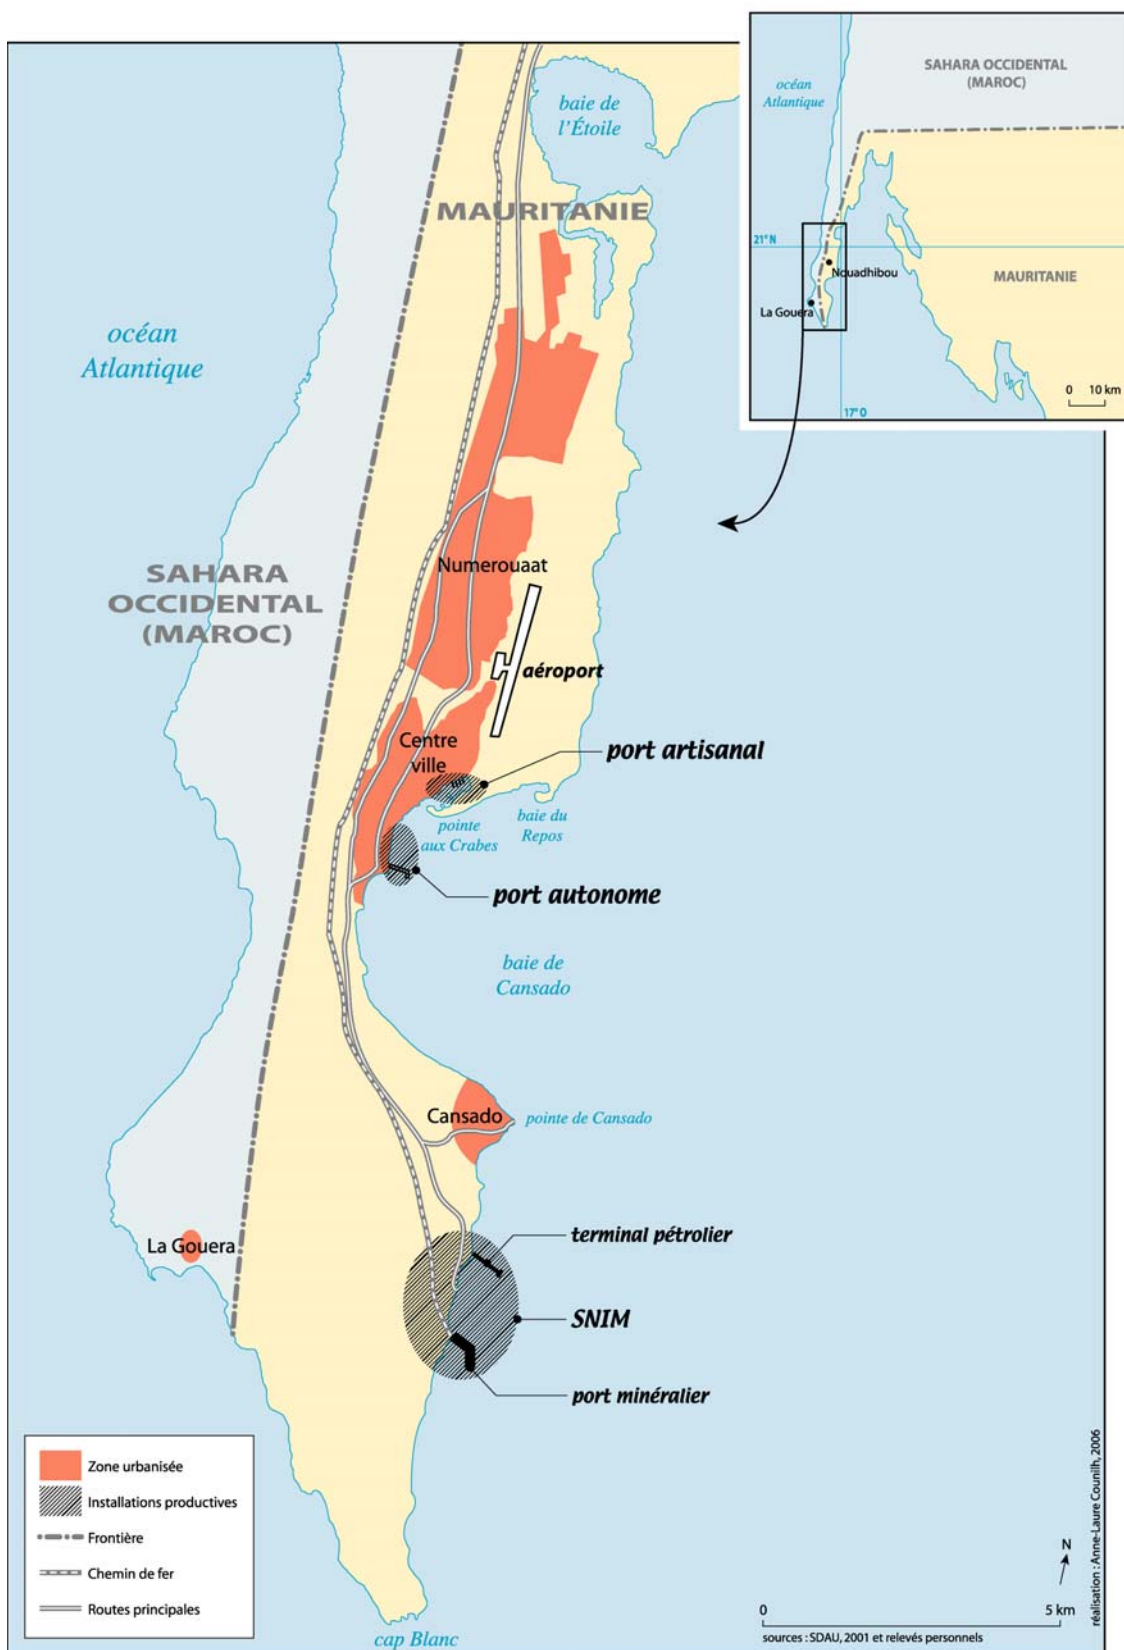 SAHARA OCCIDENTAL
(MAROC)
océan
Atlantique
21° N
Nouadhibou
MAURITANIE
La Gouera
0 10 km
17° O
baie de
l'Étoile
MAURITANIE
océan
Atlantique
SAHARA
OCCIDENTAL
(MAROC)
Numerouaat
aéroport
Centre
ville
port artisanal
pointe
aux Crabes
baie du
Repos
port autonome
baie de
Cansado
Cansado
pointe de Cansado
La Gouera
terminal pétrolier
SNIM
port minéralier
Zone urbanisée
Installations productives
Frontière
Chemin de fer
Routes principales
cap Blanc
N
0 5 km
sources : SDAU, 2001 et relevés personnels
réalisation : Anne-Laure Counilh, 2006